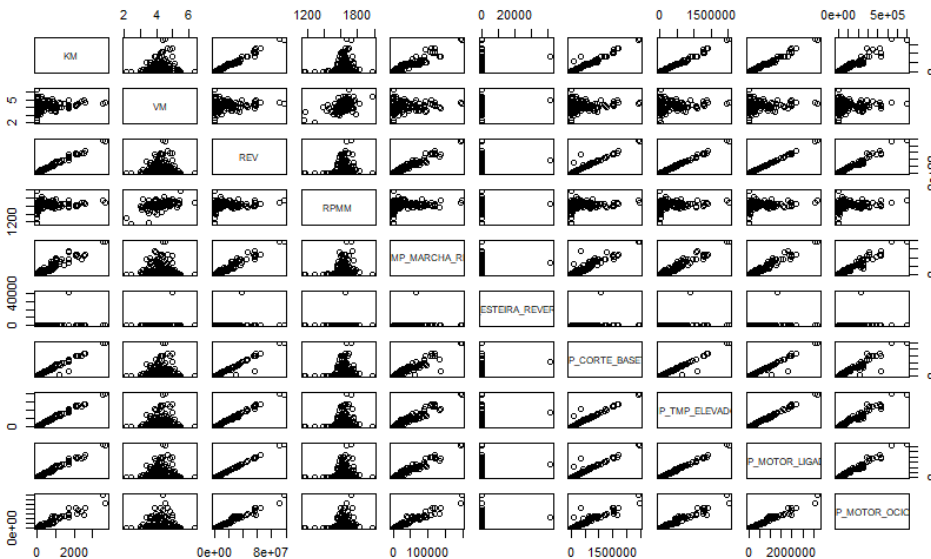 2 4 6 1200 1800 0 20000 0 1500000 0e+00 5e+05
KM
2 5
VM
REV
1200
RPMM
MP_MARCHA_RI
0 40000
ESTEIRA_REVER
P_CORTE_BASE
0
P_TMP_ELEVAD
P_MOTOR_LIGAD
0e+00
P_MOTOR_OCIO
0 2000 0e+00 8e+07 0 100000 0 1500000 0 2000000